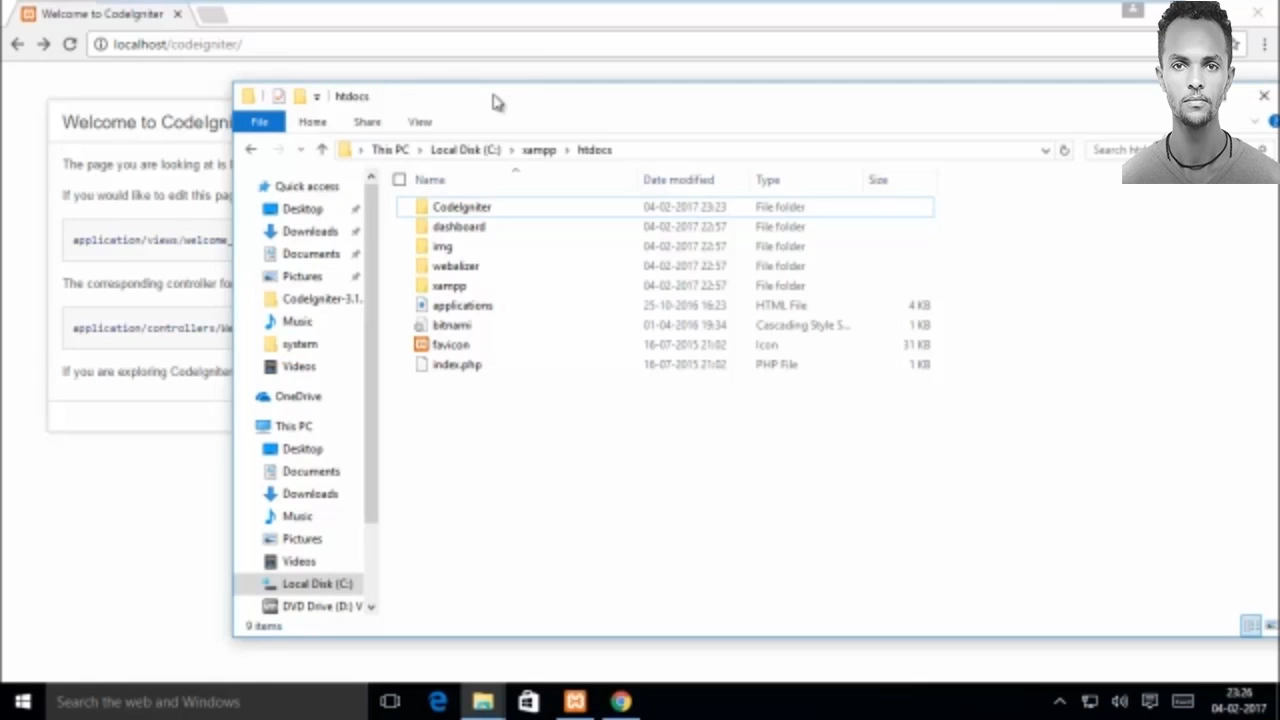 Welcome to CodeIgniter
localhost/codeigniter/
htdocs
File Home Share View
This PC Local Disk (C:) xampp htdocs
Search
Name Date modified Type Size
Quick access
Desktop
Downloads
Documents
Pictures
CodeIgniter-3.1.
Music
system
Videos
OneDrive
This PC
Desktop
Documents
Downloads
Music
Pictures
Videos
Local Disk (C:)
DVD Drive (D:) V
CodeIgniter 04-02-2017 23:23 File folder
dashboard 04-02-2017 22:57 File folder
img 04-02-2017 22:57 File folder
webalizer 04-02-2017 22:57 File folder
xampp 04-02-2017 22:57 File folder
applications 25-10-2016 16:23 HTML File 4 KB
bitnami 01-04-2016 19:34 Cascading Style S... 1 KB
favicon 16-07-2015 21:02 Icon 31 KB
index.php 16-07-2015 21:02 PHP File 1 KB
9 items
Welcome to CodeIgni
The page you are looking at is
If you would like to edit this pag
application/views/welcome_
The corresponding controller fo
application/controllers/We
If you are exploring CodeIgniter
Search the web and Windows
23:26
04-02-2017